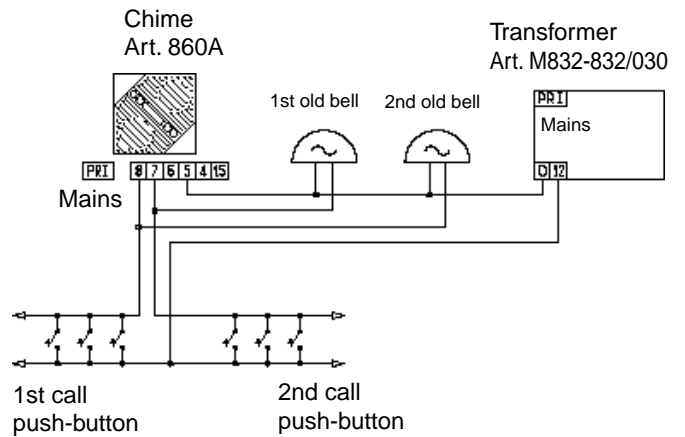 Chime
Art. 860A
Transformer
Art. M832-832/030
1st old bell
2nd old bell
PRI
Mains
PRI
8 7 6 5 4 15
Mains
0 12
1st call
push-button
2nd call
push-button